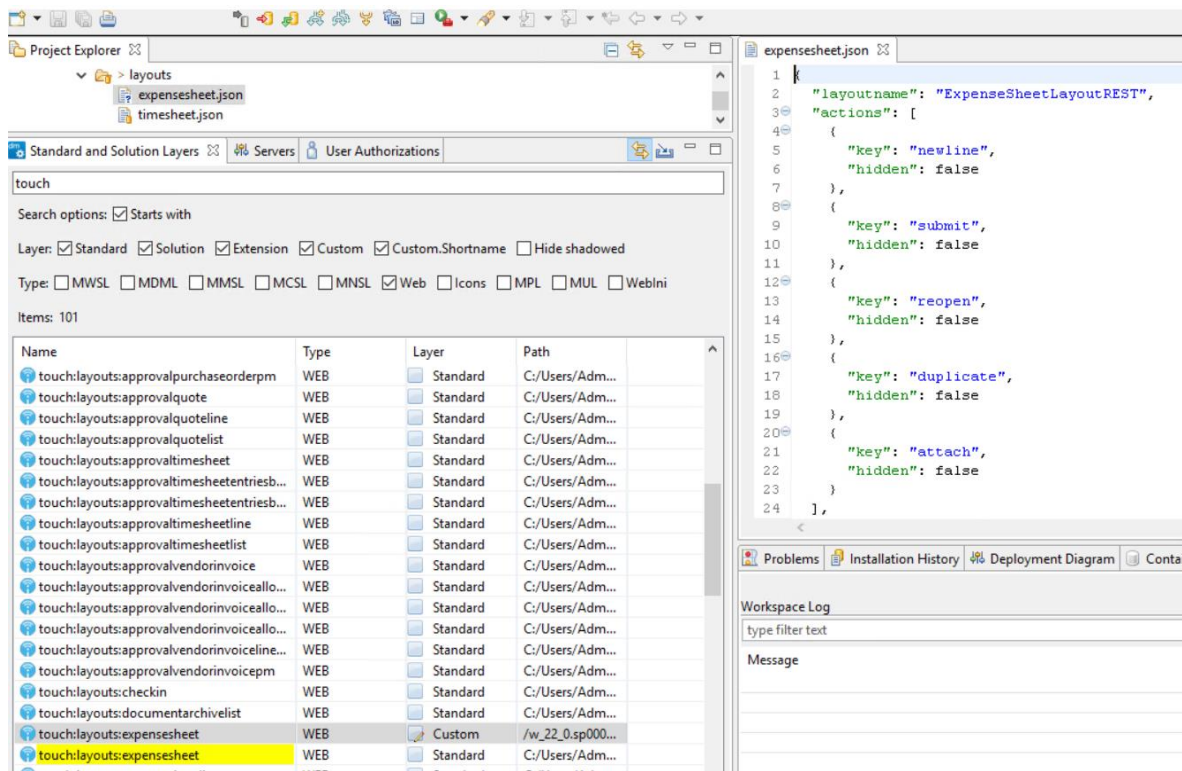 Project Explorer
> layouts
expensesheet.json
timesheet.json
Standard and Solution Layers
Servers
User Authorizations
touch
Search options: Starts with
Layer: Standard Solution Extension Custom Custom.Shortname Hide shadowed
Type: MWSL MDML MMSL MCSL MNSL Web Icons MPL MUL WebIni
Items: 101
Name Type Layer Path
touch:layouts:approvalpurchaseorderpm WEB Standard C:/Users/Adm...
touch:layouts:approvalquote WEB Standard C:/Users/Adm...
touch:layouts:approvalquoteline WEB Standard C:/Users/Adm...
touch:layouts:approvalquotelist WEB Standard C:/Users/Adm...
touch:layouts:approvaltimesheet WEB Standard C:/Users/Adm...
touch:layouts:approvaltimesheetentriesb... WEB Standard C:/Users/Adm...
touch:layouts:approvaltimesheetentriesb... WEB Standard C:/Users/Adm...
touch:layouts:approvaltimesheetline WEB Standard C:/Users/Adm...
touch:layouts:approvaltimesheetlist WEB Standard C:/Users/Adm...
touch:layouts:approvalvendorinvoice WEB Standard C:/Users/Adm...
touch:layouts:approvalvendorinvoiceallo... WEB Standard C:/Users/Adm...
touch:layouts:approvalvendorinvoiceallo... WEB Standard C:/Users/Adm...
touch:layouts:approvalvendorinvoiceallo... WEB Standard C:/Users/Adm...
touch:layouts:approvalvendorinvoiceline... WEB Standard C:/Users/Adm...
touch:layouts:approvalvendorinvoicepm WEB Standard C:/Users/Adm...
touch:layouts:checkin WEB Standard C:/Users/Adm...
touch:layouts:documentarchivelist WEB Standard C:/Users/Adm...
touch:layouts:expensesheet WEB Custom /w_22_0.sp000...
touch:layouts:expensesheet WEB Standard C:/Users/Adm...
expensesheet.json
1 {
2 "layoutname": "ExpenseSheetLayoutREST",
3 "actions": [
4 {
5 "key": "newline",
6 "hidden": false
7 },
8 {
9 "key": "submit",
10 "hidden": false
11 },
12 {
13 "key": "reopen",
14 "hidden": false
15 },
16 {
17 "key": "duplicate",
18 "hidden": false
19 },
20 {
21 "key": "attach",
22 "hidden": false
23 }
24 ],
Problems Installation History Deployment Diagram Conta
Workspace Log
type filter text
Message